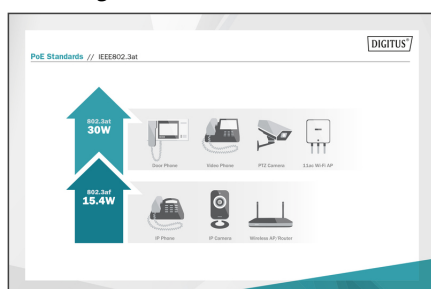 DIGITUS®
PoE Standards // IEEE802.3at
802.3at
30W
Door Phone
Video Phone
PTZ Camera
11ac Wi-Fi AP
802.3af
15.4W
IP Phone
IP Camera
Wireless AP/Router